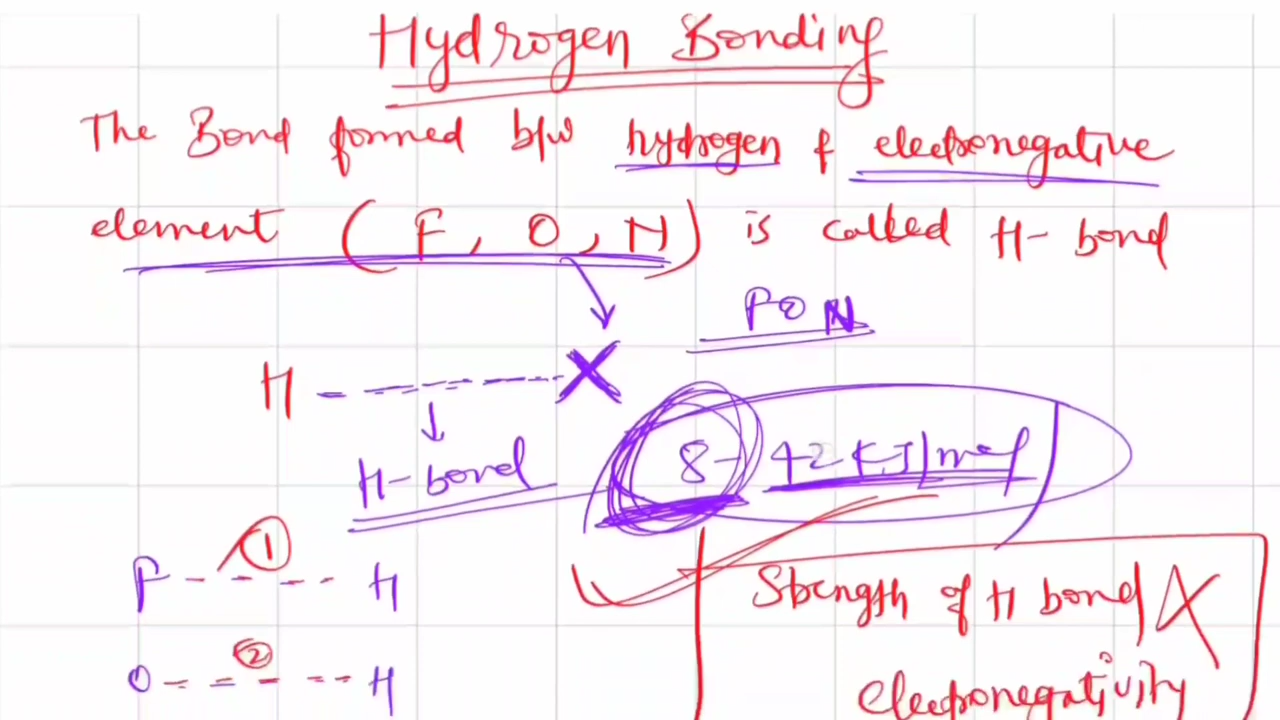 Hydrogen Bonding
The Bond formed b/w hydrogen & electronegative
element (F, O, N) is called H- bond
FON
H ------ X
H-bond
8 - 42 KJ/mol
1
F - - - - H
2
O - - - - H
Strength of H bond ∝
electronegativity